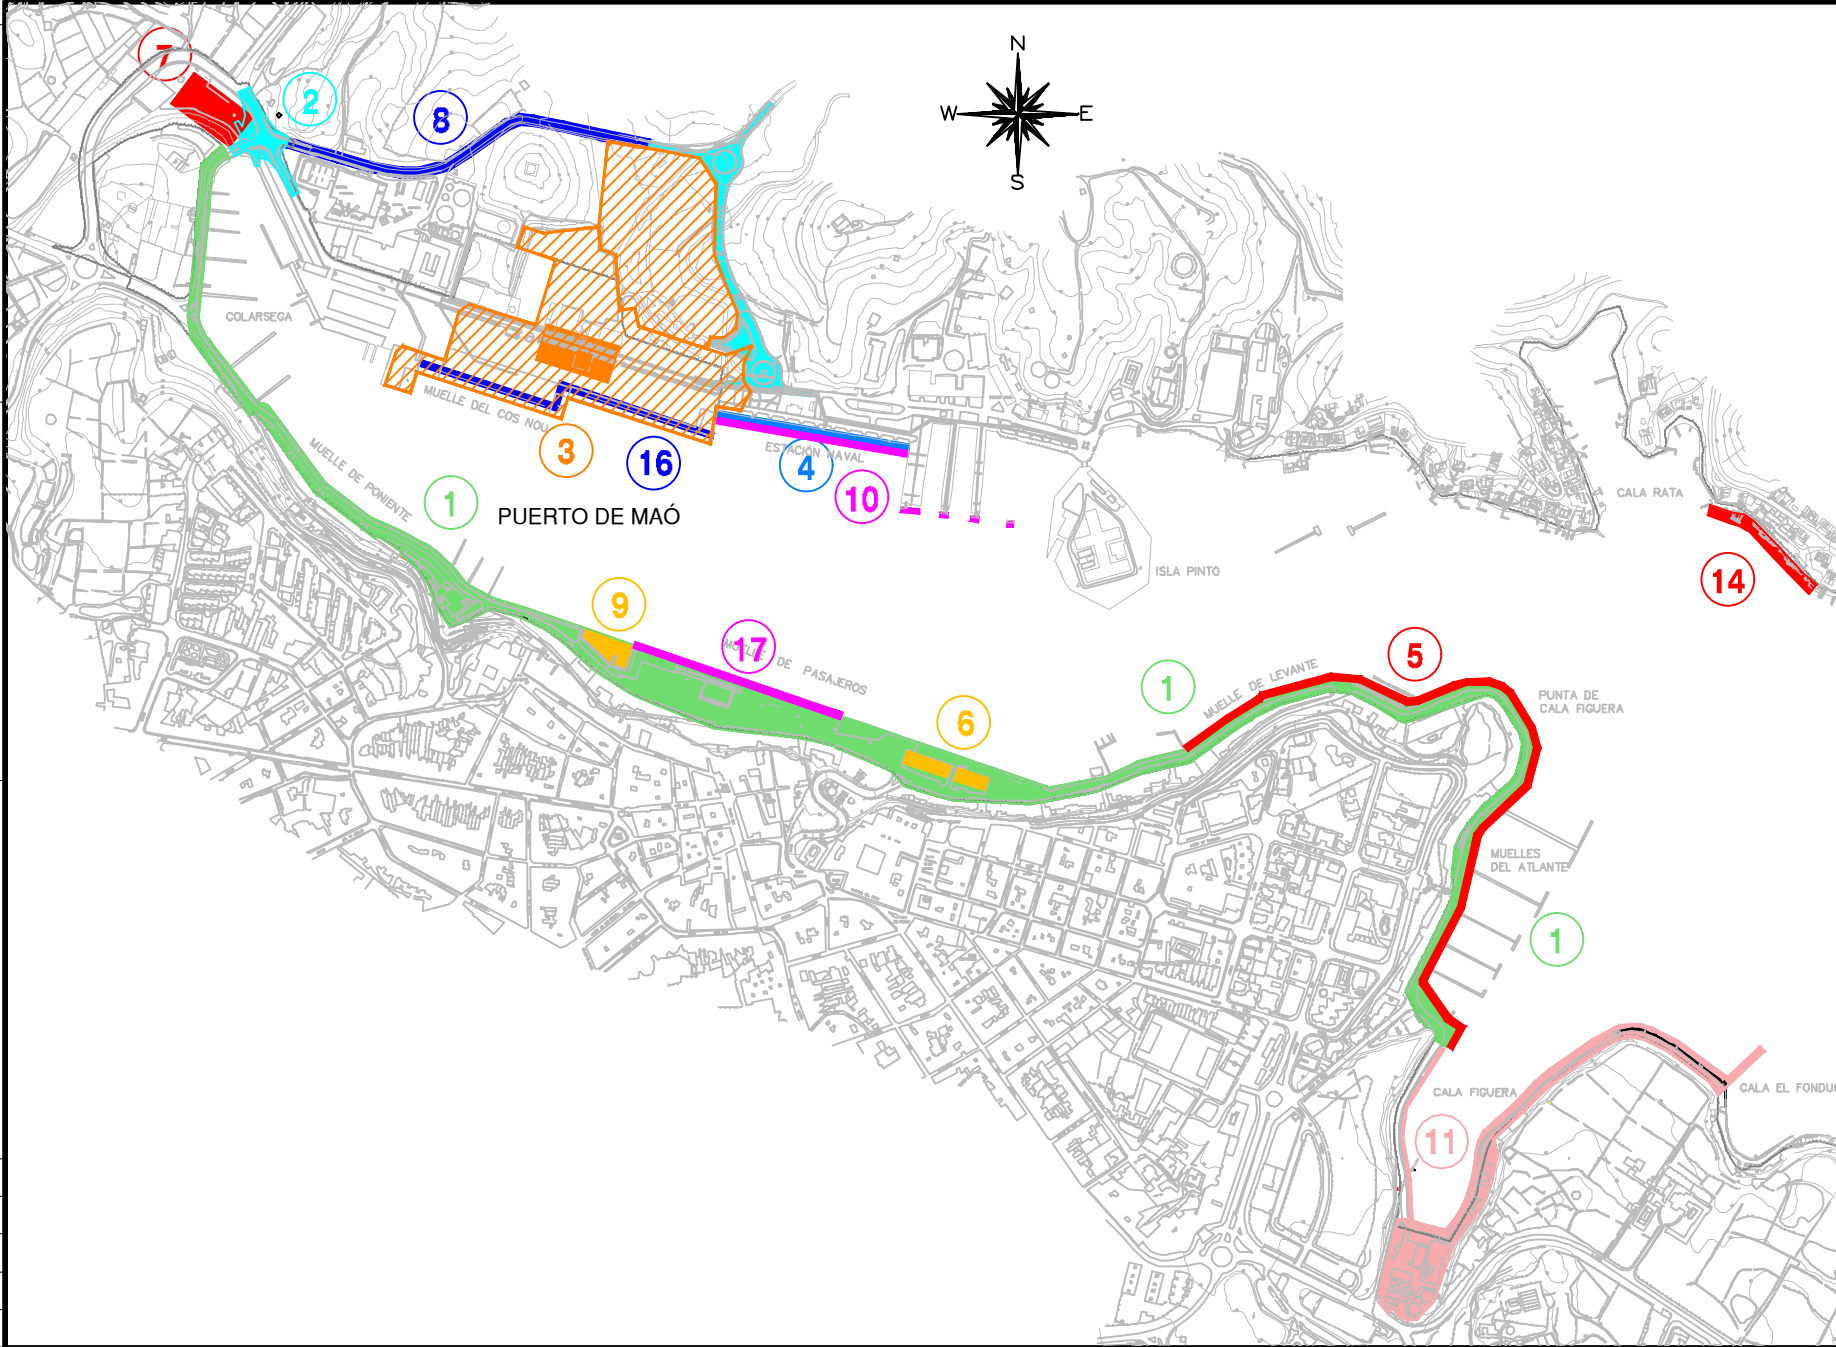 N
7
2
8
W
E
S
COLARSEGA
MUELLE DEL COS NOU
3
16
ESTACIÓN NAVAL
4
10
MUELLE DE PONIENTE
1
PUERTO DE MAÓ
CALA RATA
ISLA PINTO
14
9
17
MUELLE DE PASAJEROS
6
1
MUELLE DE LEVANTE
5
PUNTA DE
CALA FIGUERA
MUELLES
DEL ATLANTE
1
CALA FIGUERA
11
CALA EL FONDU